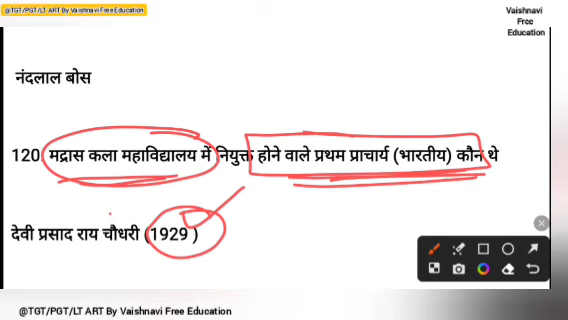 @TGT/PGT/LT ART By Vaishnavi Free Education
Vaishnavi
Free
Education
नंदलाल बोस
120 मद्रास कला महाविद्यालय में नियुक्त होने वाले प्रथम प्राचार्य (भारतीय) कौन थे
देवी प्रसाद राय चौधरी (1929 )
@TGT/PGT/LT ART By Vaishnavi Free Education